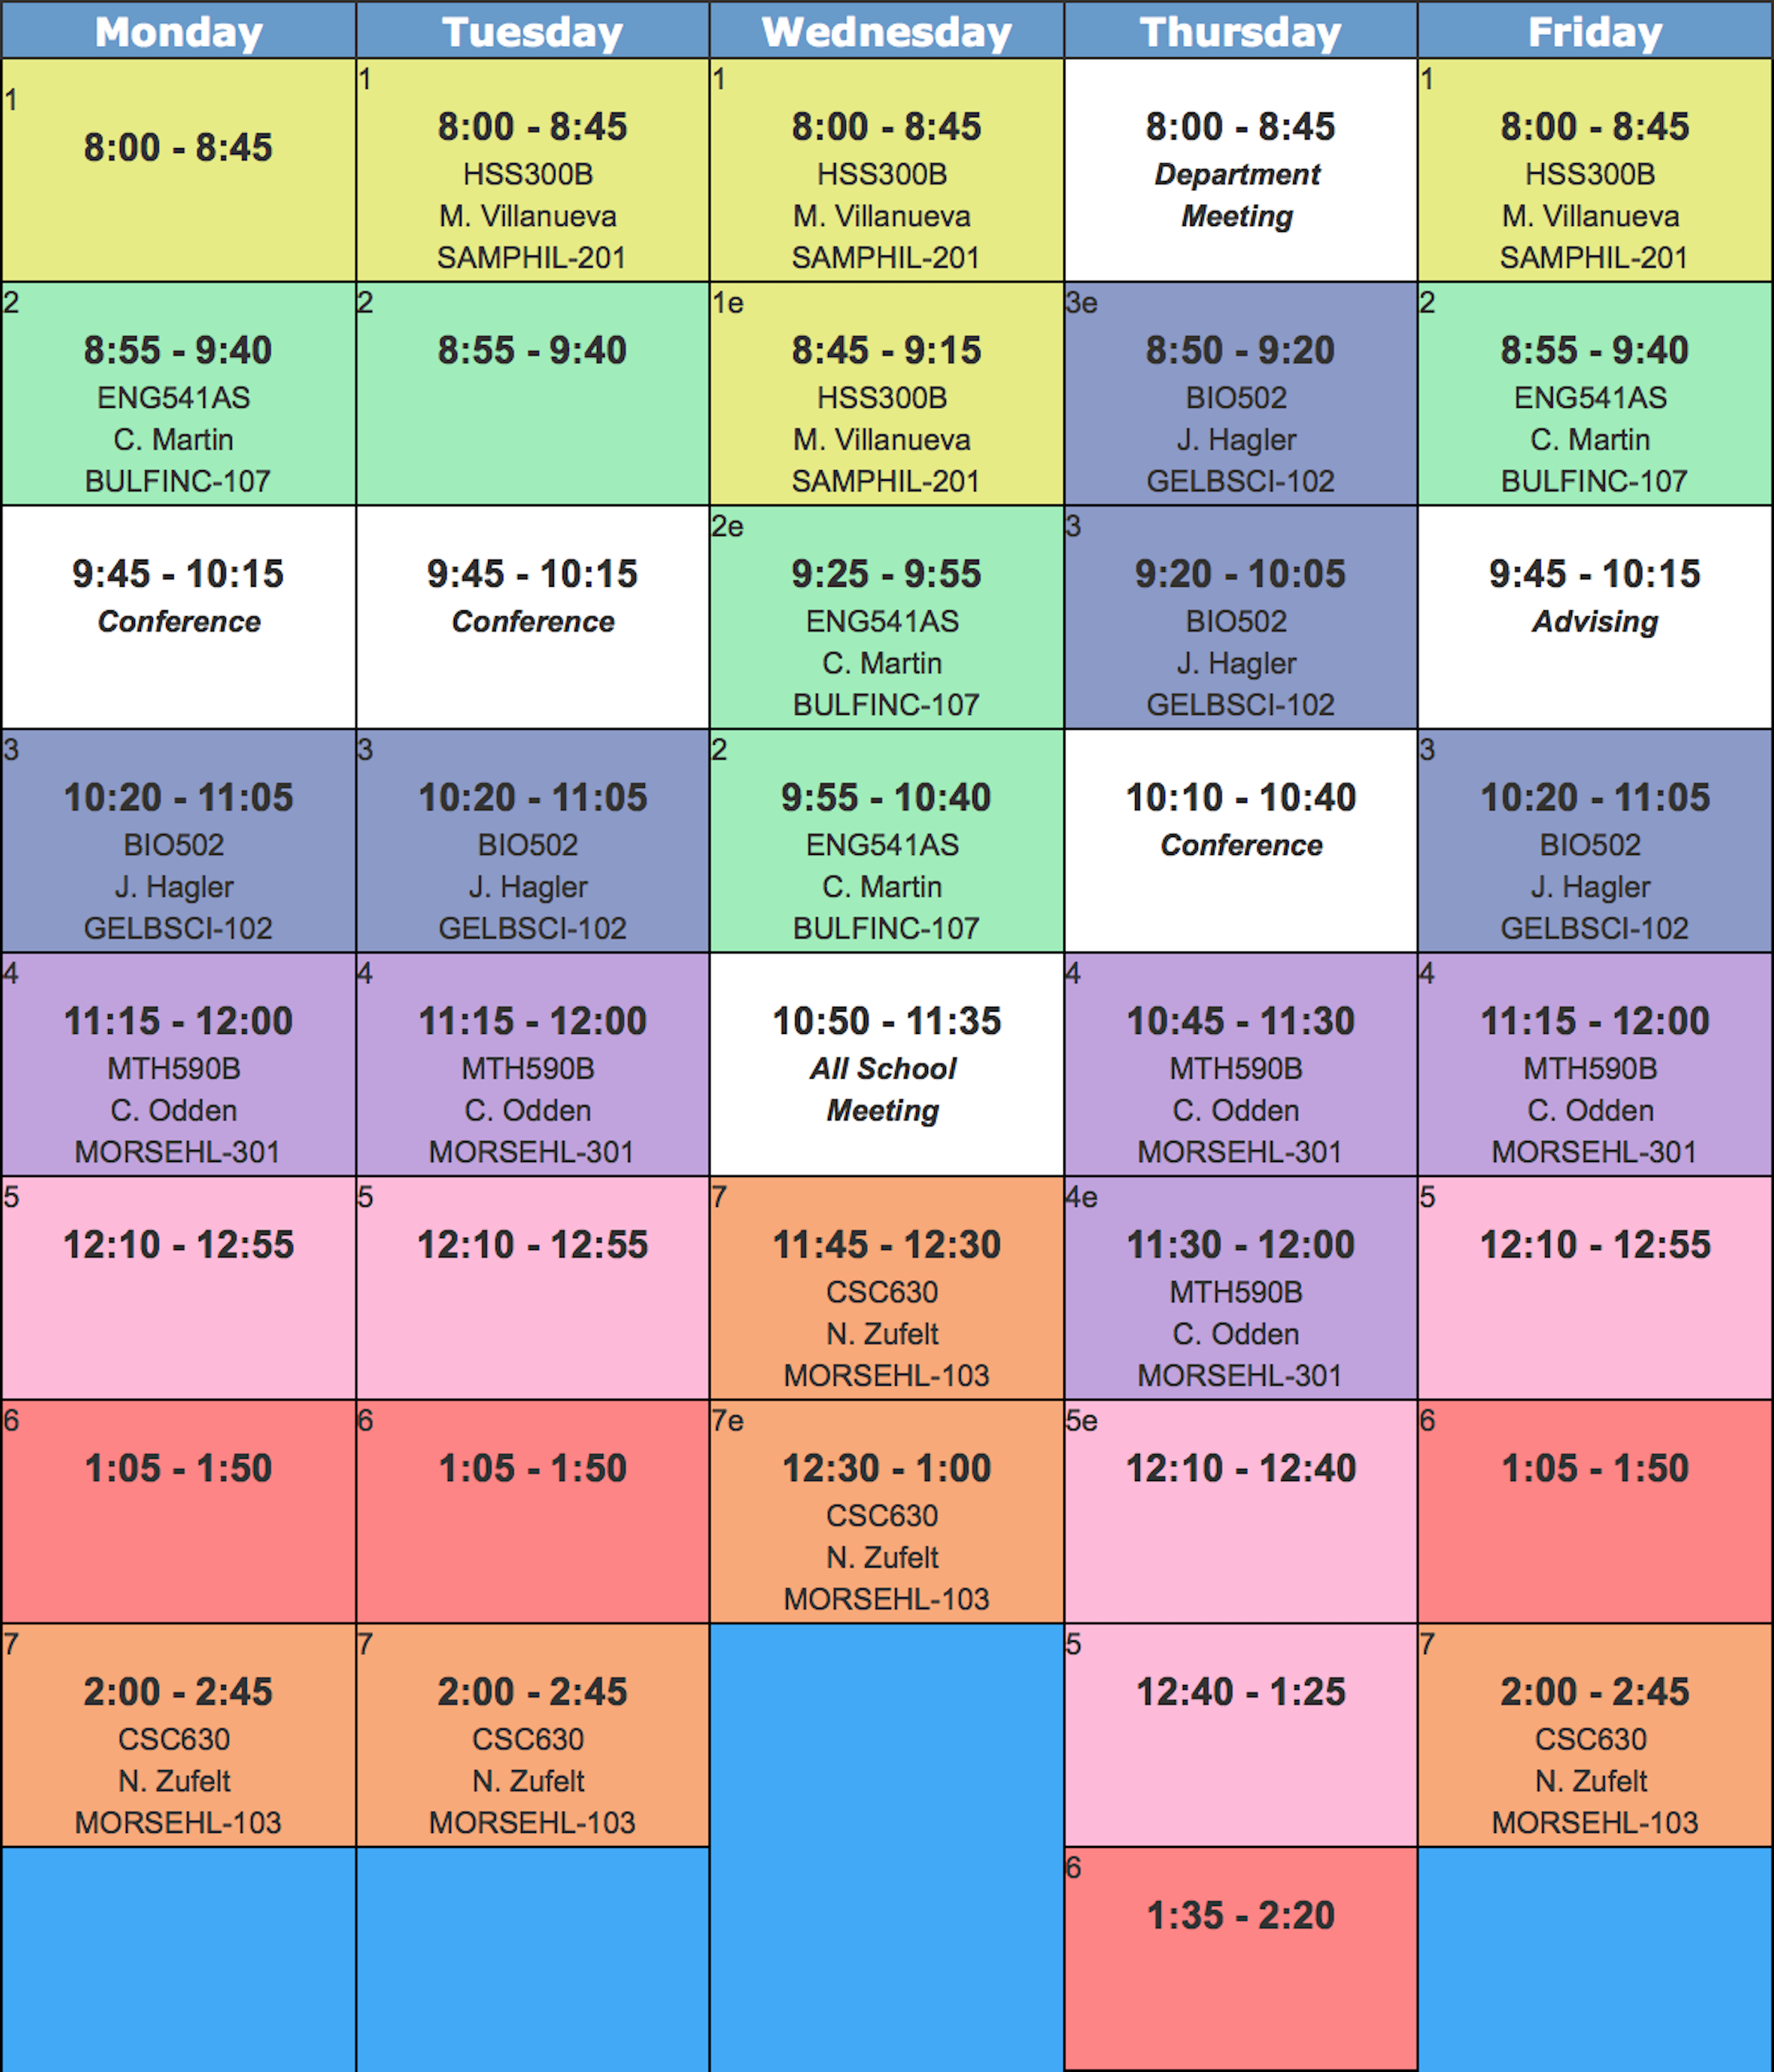 Monday Tuesday Wednesday Thursday Friday
1
8:00 - 8:45
1
8:00 - 8:45
HSS300B
M. Villanueva
SAMPHIL-201
1
8:00 - 8:45
HSS300B
M. Villanueva
SAMPHIL-201
8:00 - 8:45
Department
Meeting
1
8:00 - 8:45
HSS300B
M. Villanueva
SAMPHIL-201
2
8:55 - 9:40
ENG541AS
C. Martin
BULFINC-107
2
8:55 - 9:40
1e
8:45 - 9:15
HSS300B
M. Villanueva
SAMPHIL-201
3e
8:50 - 9:20
BIO502
J. Hagler
GELBSCI-102
2
8:55 - 9:40
ENG541AS
C. Martin
BULFINC-107
9:45 - 10:15
Conference
9:45 - 10:15
Conference
2e
9:25 - 9:55
ENG541AS
C. Martin
BULFINC-107
3
9:20 - 10:05
BIO502
J. Hagler
GELBSCI-102
9:45 - 10:15
Advising
3
10:20 - 11:05
BIO502
J. Hagler
GELBSCI-102
3
10:20 - 11:05
BIO502
J. Hagler
GELBSCI-102
2
9:55 - 10:40
ENG541AS
C. Martin
BULFINC-107
10:10 - 10:40
Conference
3
10:20 - 11:05
BIO502
J. Hagler
GELBSCI-102
4
11:15 - 12:00
MTH590B
C. Odden
MORSEHL-301
4
11:15 - 12:00
MTH590B
C. Odden
MORSEHL-301
10:50 - 11:35
All School
Meeting
4
10:45 - 11:30
MTH590B
C. Odden
MORSEHL-301
4
11:15 - 12:00
MTH590B
C. Odden
MORSEHL-301
5
12:10 - 12:55
5
12:10 - 12:55
7
11:45 - 12:30
CSC630
N. Zufelt
MORSEHL-103
4e
11:30 - 12:00
MTH590B
C. Odden
MORSEHL-301
5
12:10 - 12:55
6
1:05 - 1:50
6
1:05 - 1:50
7e
12:30 - 1:00
CSC630
N. Zufelt
MORSEHL-103
5e
12:10 - 12:40
6
1:05 - 1:50
7
2:00 - 2:45
CSC630
N. Zufelt
MORSEHL-103
7
2:00 - 2:45
CSC630
N. Zufelt
MORSEHL-103
5
12:40 - 1:25
7
2:00 - 2:45
CSC630
N. Zufelt
MORSEHL-103
6
1:35 - 2:20